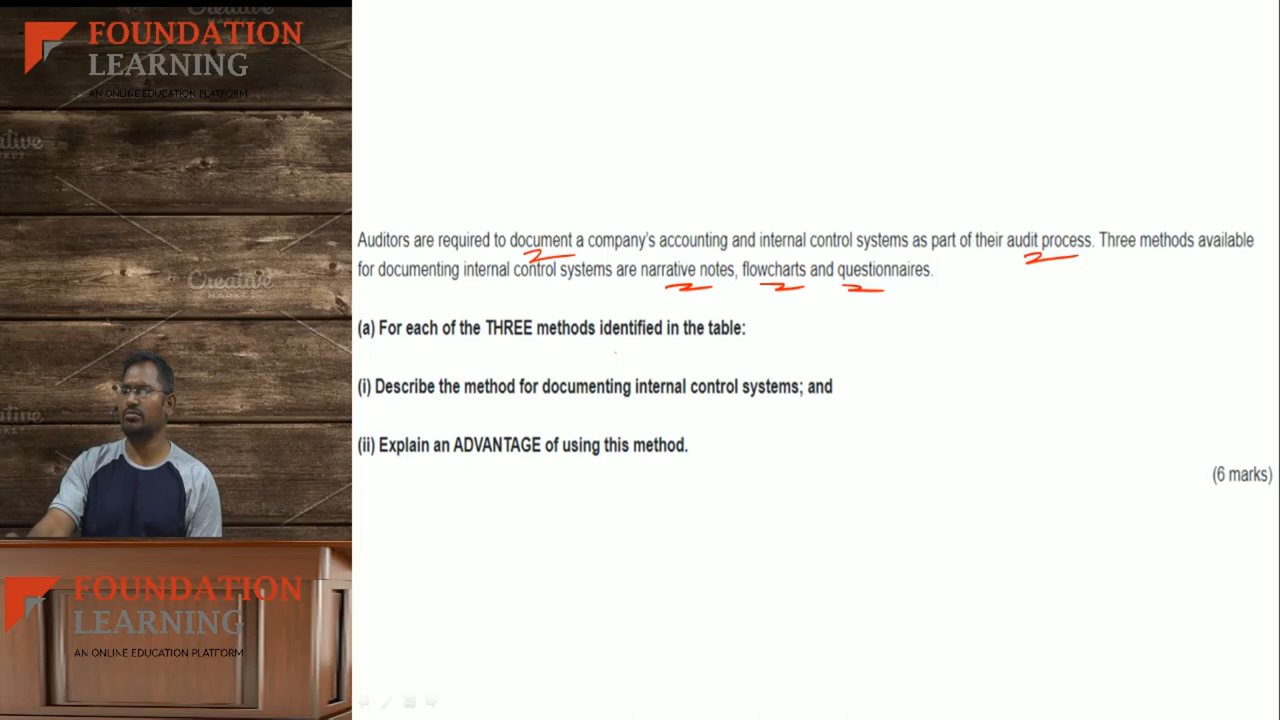 FOUNDATION
LEARNING
AN ONLINE EDUCATION PLATFORM
Creative
MARKET
Auditors are required to document a company's accounting and internal control systems as part of their audit process. Three methods available
for documenting internal control systems are narrative notes, flowcharts and questionnaires.
(a) For each of the THREE methods identified in the table:
(i) Describe the method for documenting internal control systems; and
(ii) Explain an ADVANTAGE of using this method.
(6 marks)
FOUNDATION
LEARNING
AN ONLINE EDUCATION PLATFORM